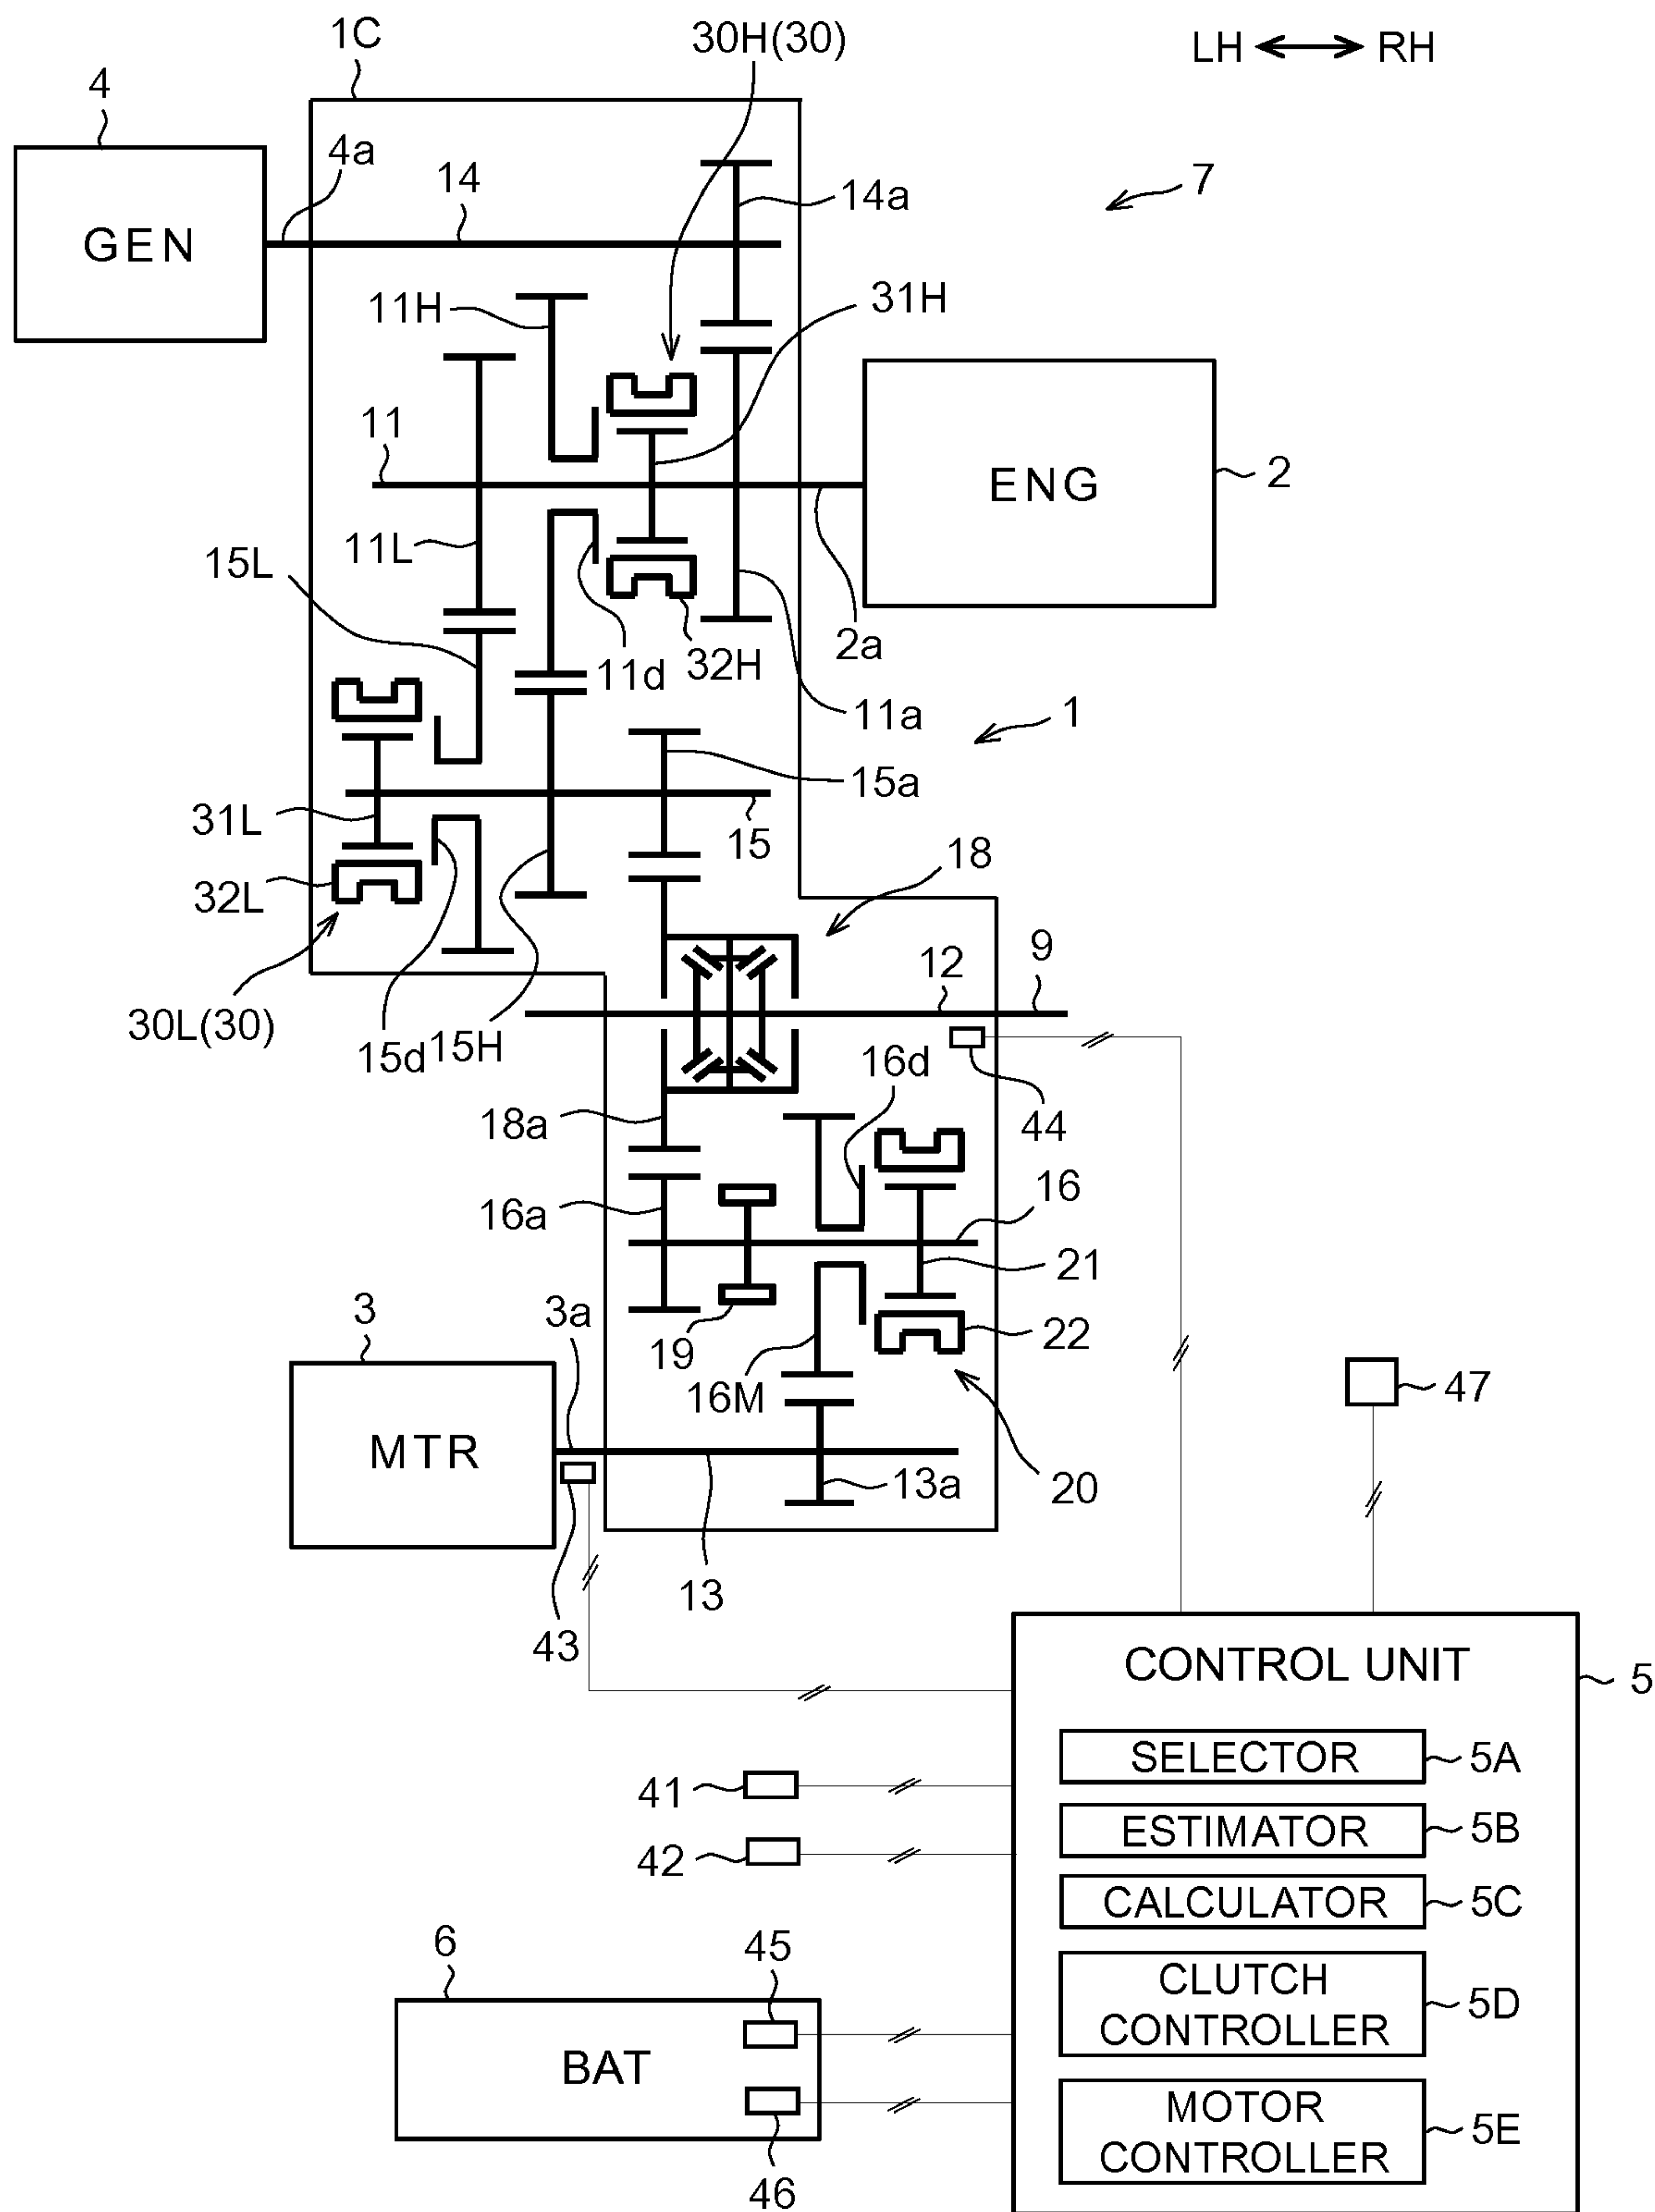 1C
30H(30)
LH
RH
4
4a
14
14a
7
GEN
11H
31H
11
ENG
2
11L
15L
2a
11d
32H
11a
1
15a
31L
15
18
32L
12
9
30L(30)
15d
15H
16d
18a
44
16a
16
21
3
3a
19
22
16M
47
MTR
13a
20
13
43
CONTROL UNIT
5
SELECTOR
5A
41
ESTIMATOR
5B
42
CALCULATOR
5C
6
45
CLUTCH
CONTROLLER
5D
BAT
MOTOR
CONTROLLER
5E
46